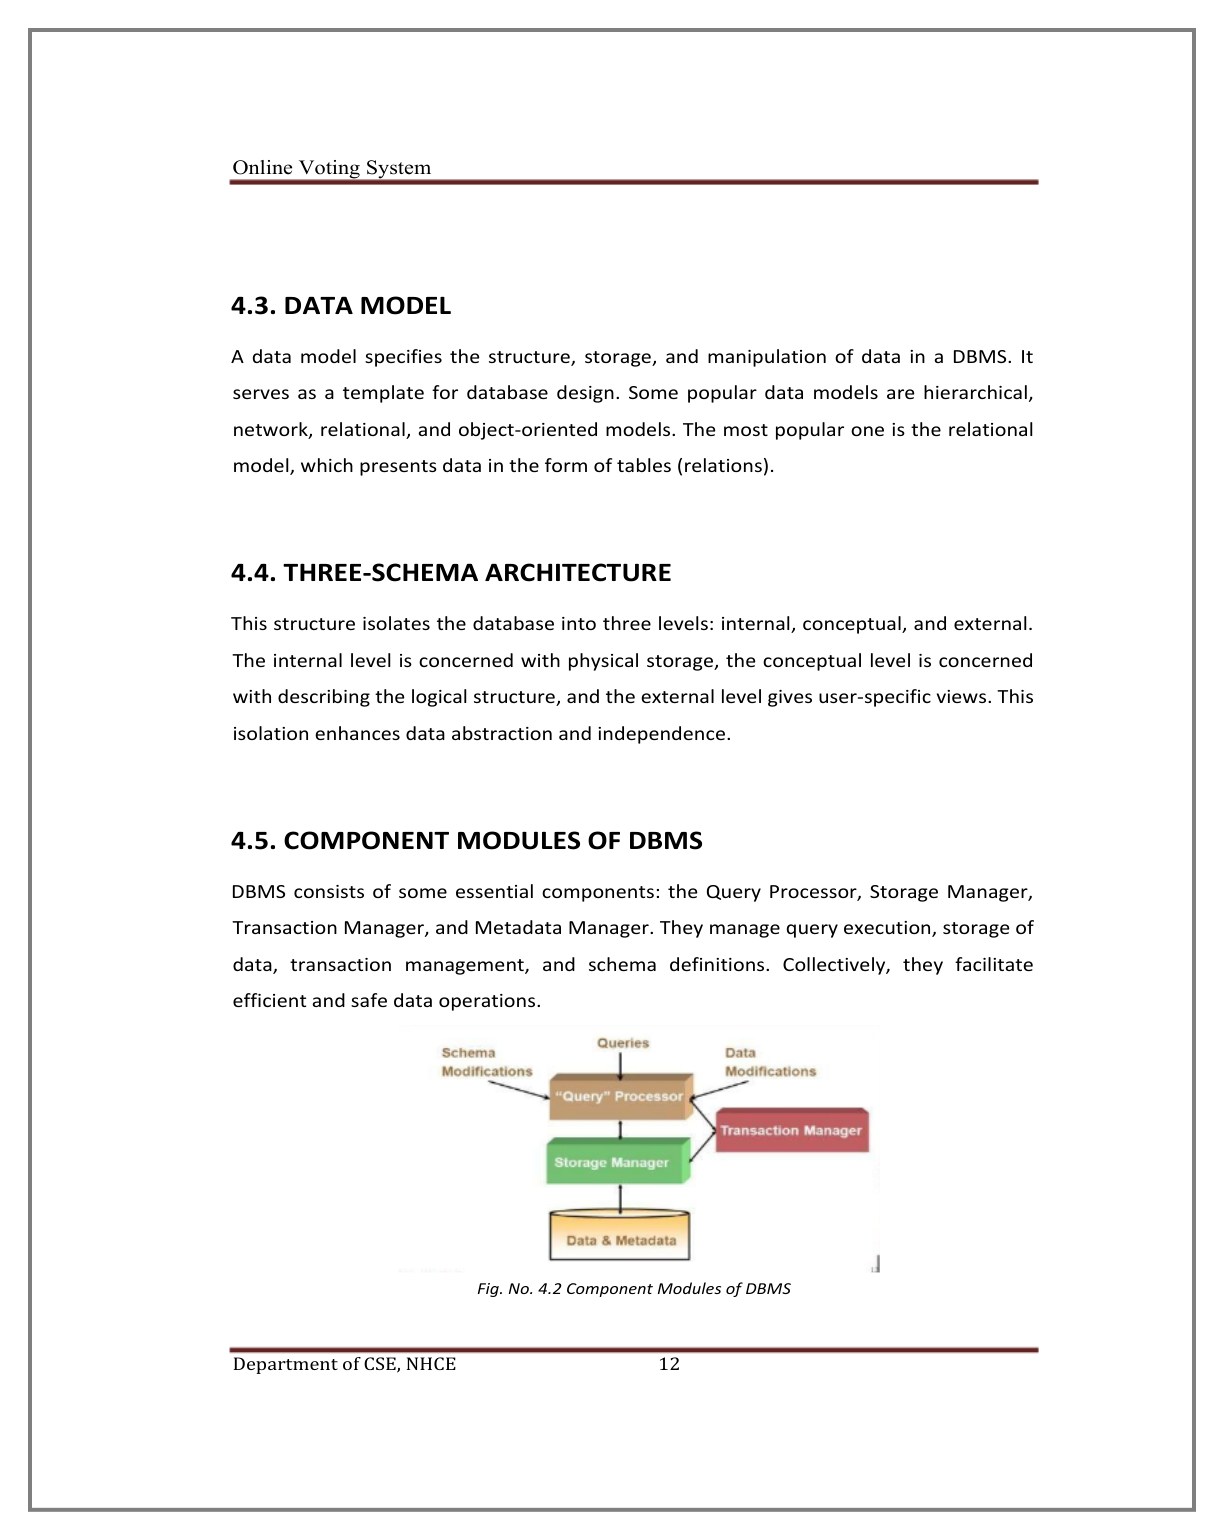 Online Voting System
4.3. DATA MODEL
A data model specifies the structure, storage, and manipulation of data in a DBMS. It
serves as a template for database design. Some popular data models are hierarchical,
network, relational, and object-oriented models. The most popular one is the relational
model, which presents data in the form of tables (relations).
4.4. THREE-SCHEMA ARCHITECTURE
This structure isolates the database into three levels: internal, conceptual, and external.
The internal level is concerned with physical storage, the conceptual level is concerned
with describing the logical structure, and the external level gives user-specific views. This
isolation enhances data abstraction and independence.
4.5. COMPONENT MODULES OF DBMS
DBMS consists of some essential components: the Query Processor, Storage Manager,
Transaction Manager, and Metadata Manager. They manage query execution, storage of
data, transaction management, and schema definitions. Collectively, they facilitate
efficient and safe data operations.
Queries
Schema
Modifications
Data
Modifications
"Query" Processor
Transaction Manager
Storage Manager
Data & Metadata
Fig. No. 4.2 Component Modules of DBMS
Department of CSE, NHCE 12